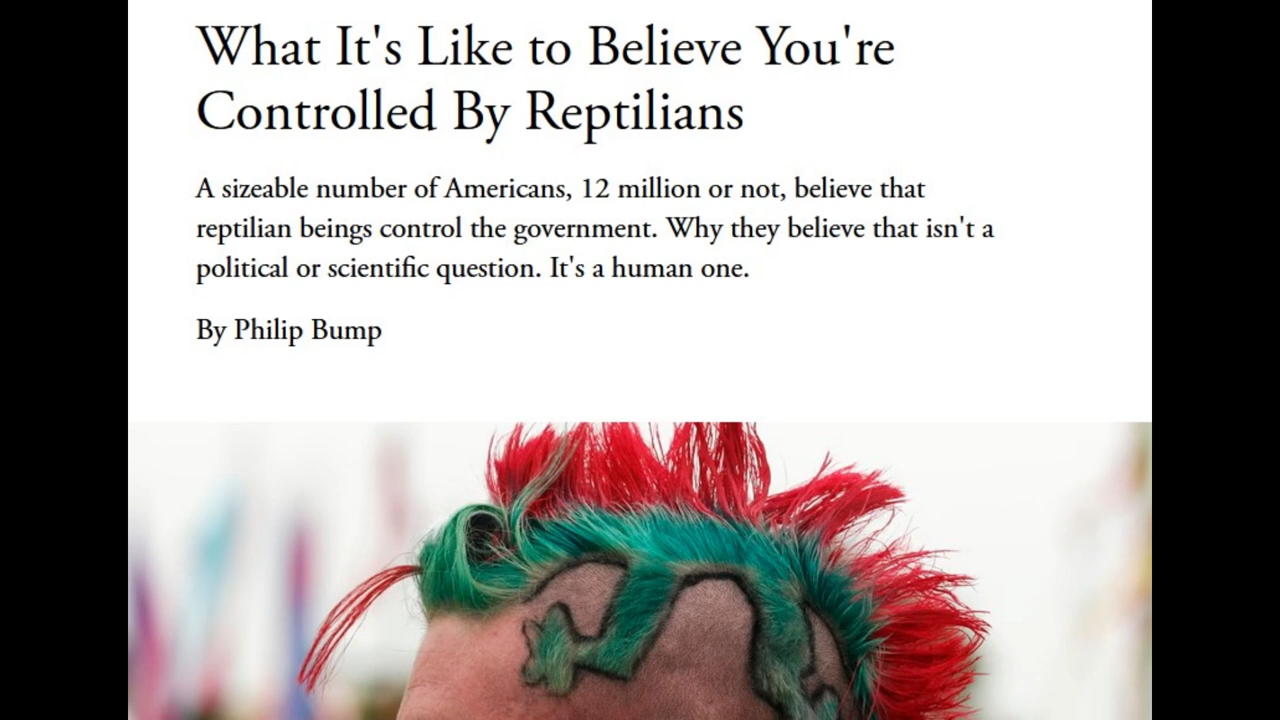 What It's Like to Believe You're
Controlled By Reptilians
A sizeable number of Americans, 12 million or not, believe that
reptilian beings control the government. Why they believe that isn't a
political or scientific question. It's a human one.
By Philip Bump